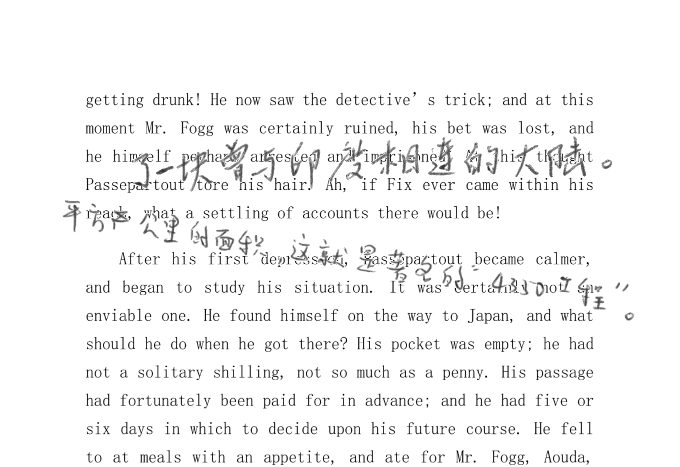 getting drunk! He now saw the detective's trick; and at this
moment Mr. Fogg was certainly ruined, his bet was lost, and
he himself perhaps arrested and imprisoned! At this thought
了一块曾与印度相连的大陆。
Passepartout tore his hair. Ah, if Fix ever came within his
reach, what a settling of accounts there would be!
平方公里的面积，这就是著名的“4330工程”。
After his first depression, Passepartout became calmer,
and began to study his situation. It was certainly not an
enviable one. He found himself on the way to Japan, and what
should he do when he got there? His pocket was empty; he had
not a solitary shilling, not so much as a penny. His passage
had fortunately been paid for in advance; and he had five or
six days in which to decide upon his future course. He fell
to at meals with an appetite, and ate for Mr. Fogg, Aouda,